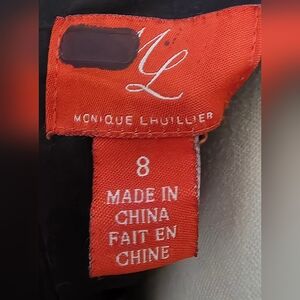 ML
MONIQUE LHUILLIER
8
MADE IN
CHINA
FAIT EN
CHINE